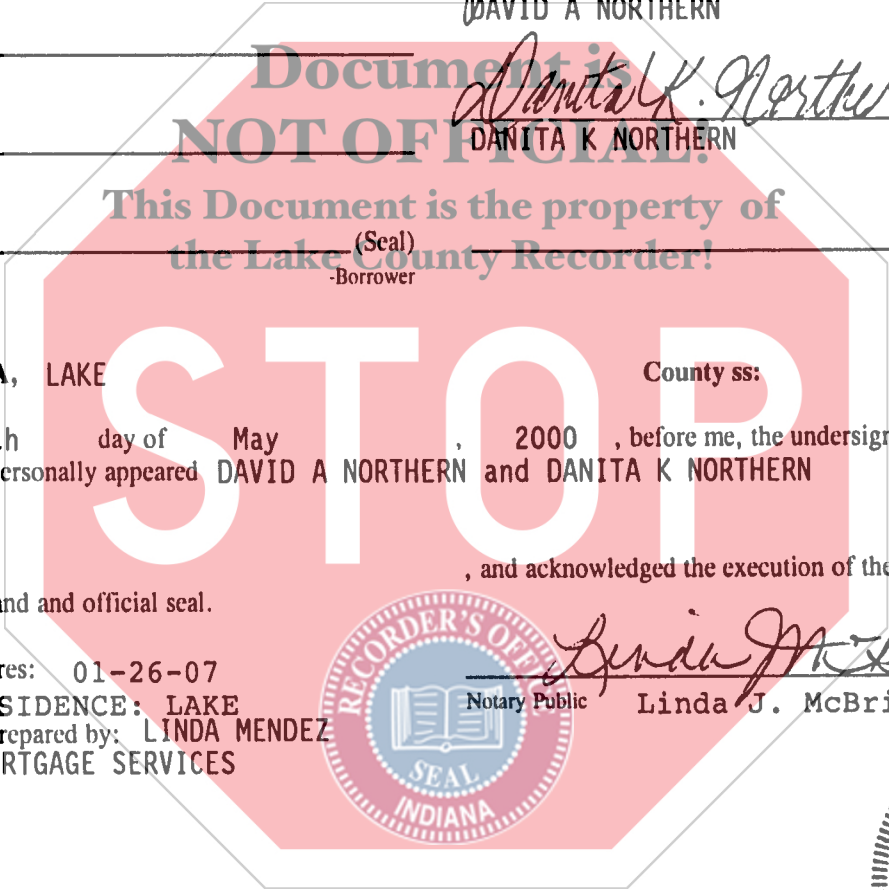 DAVID A NORTHERN
Document is
Danita K. Norther
NOT OFFICIAL!
DANITA K NORTHERN
This Document is the property of
(Seal)
the Lake County Recorder!
-Borrower
STOP
A, LAKE County ss:
h day of May , 2000 , before me, the undersign
ersonally appeared DAVID A NORTHERN and DANITA K NORTHERN
, and acknowledged the execution of the
and and official seal.
RECORDER'S OFFICE
SEAL
INDIANA
Linda
res: 01-26-07
SIDENCE: LAKE
Notary Public Linda J. McBri
repared by: LINDA MENDEZ
RTGAGE SERVICES